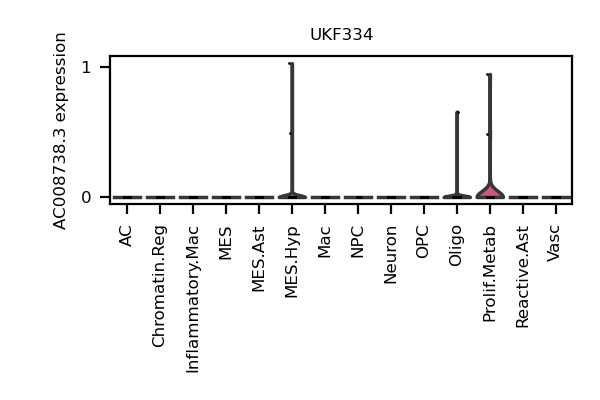 UKF334
AC008738.3 expression
1
0
AC
Chromatin.Reg
Inflammatory.Mac
MES
MES.Ast
MES.Hyp
Mac
NPC
Neuron
OPC
Oligo
Prolif.Metab
Reactive.Ast
Vasc